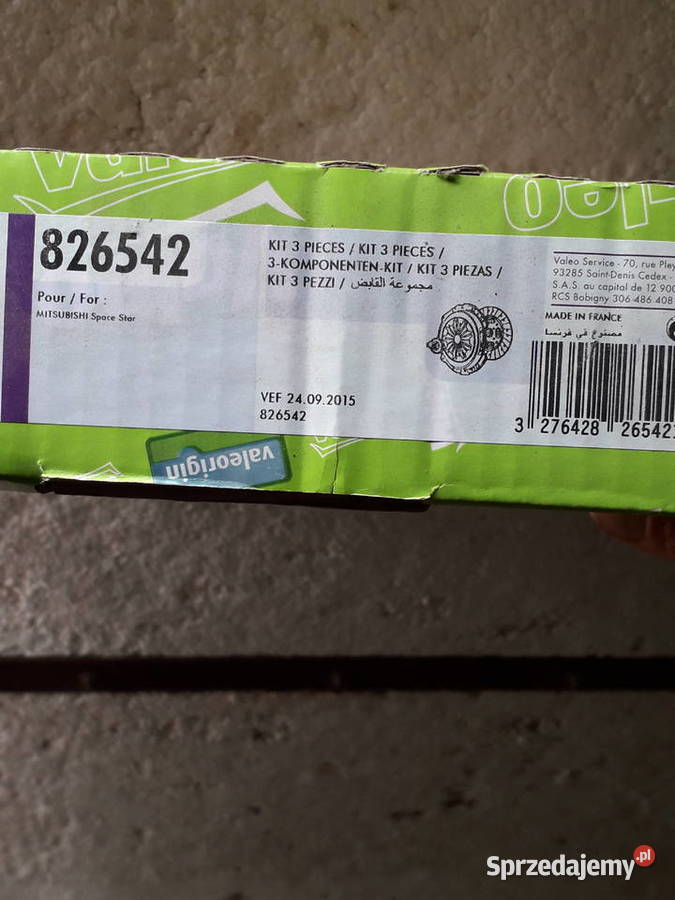 826542
Pour / For :
MITSUBISHI Space Star
KIT 3 PIECES / KIT 3 PIECES /
3-KOMPONENTEN-KIT / KIT 3 PIEZAS /
KIT 3 PEZZI / مجموعة القابض
VEF 24.09.2015
826542
Valeo Service - 70, rue Pley
93285 Saint-Denis Cedex -
S.A.S. au capital de 12 900
RCS Bobigny 306 486 408
MADE IN FRANCE
مصنوع في فرنسا
3 276428 265421
valeorigin
Sprzedajemy.pl